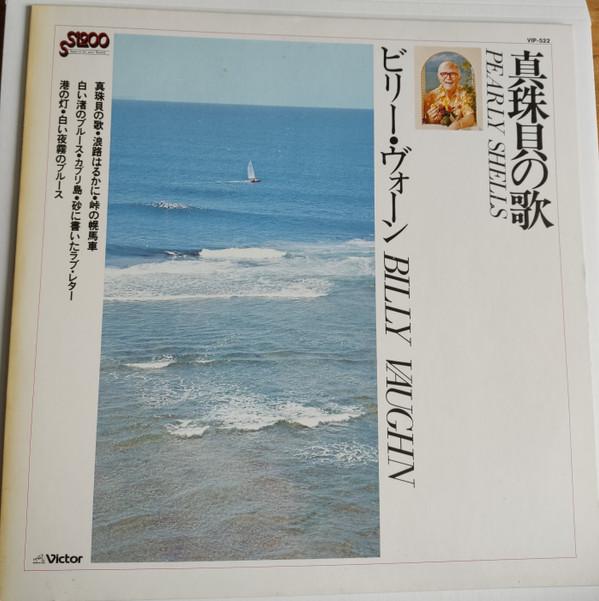 VIP-522
真珠貝の歌
PEARLY SHELLS
ビリー・ヴォーン BILLY VAUGHN
S1200
真珠貝の歌・浪路はるかに・峠の幌馬車
白い渚のブルース・カプリ島・砂に書いたラブ・レター
港の灯・白い夜霧のブルース
Victor